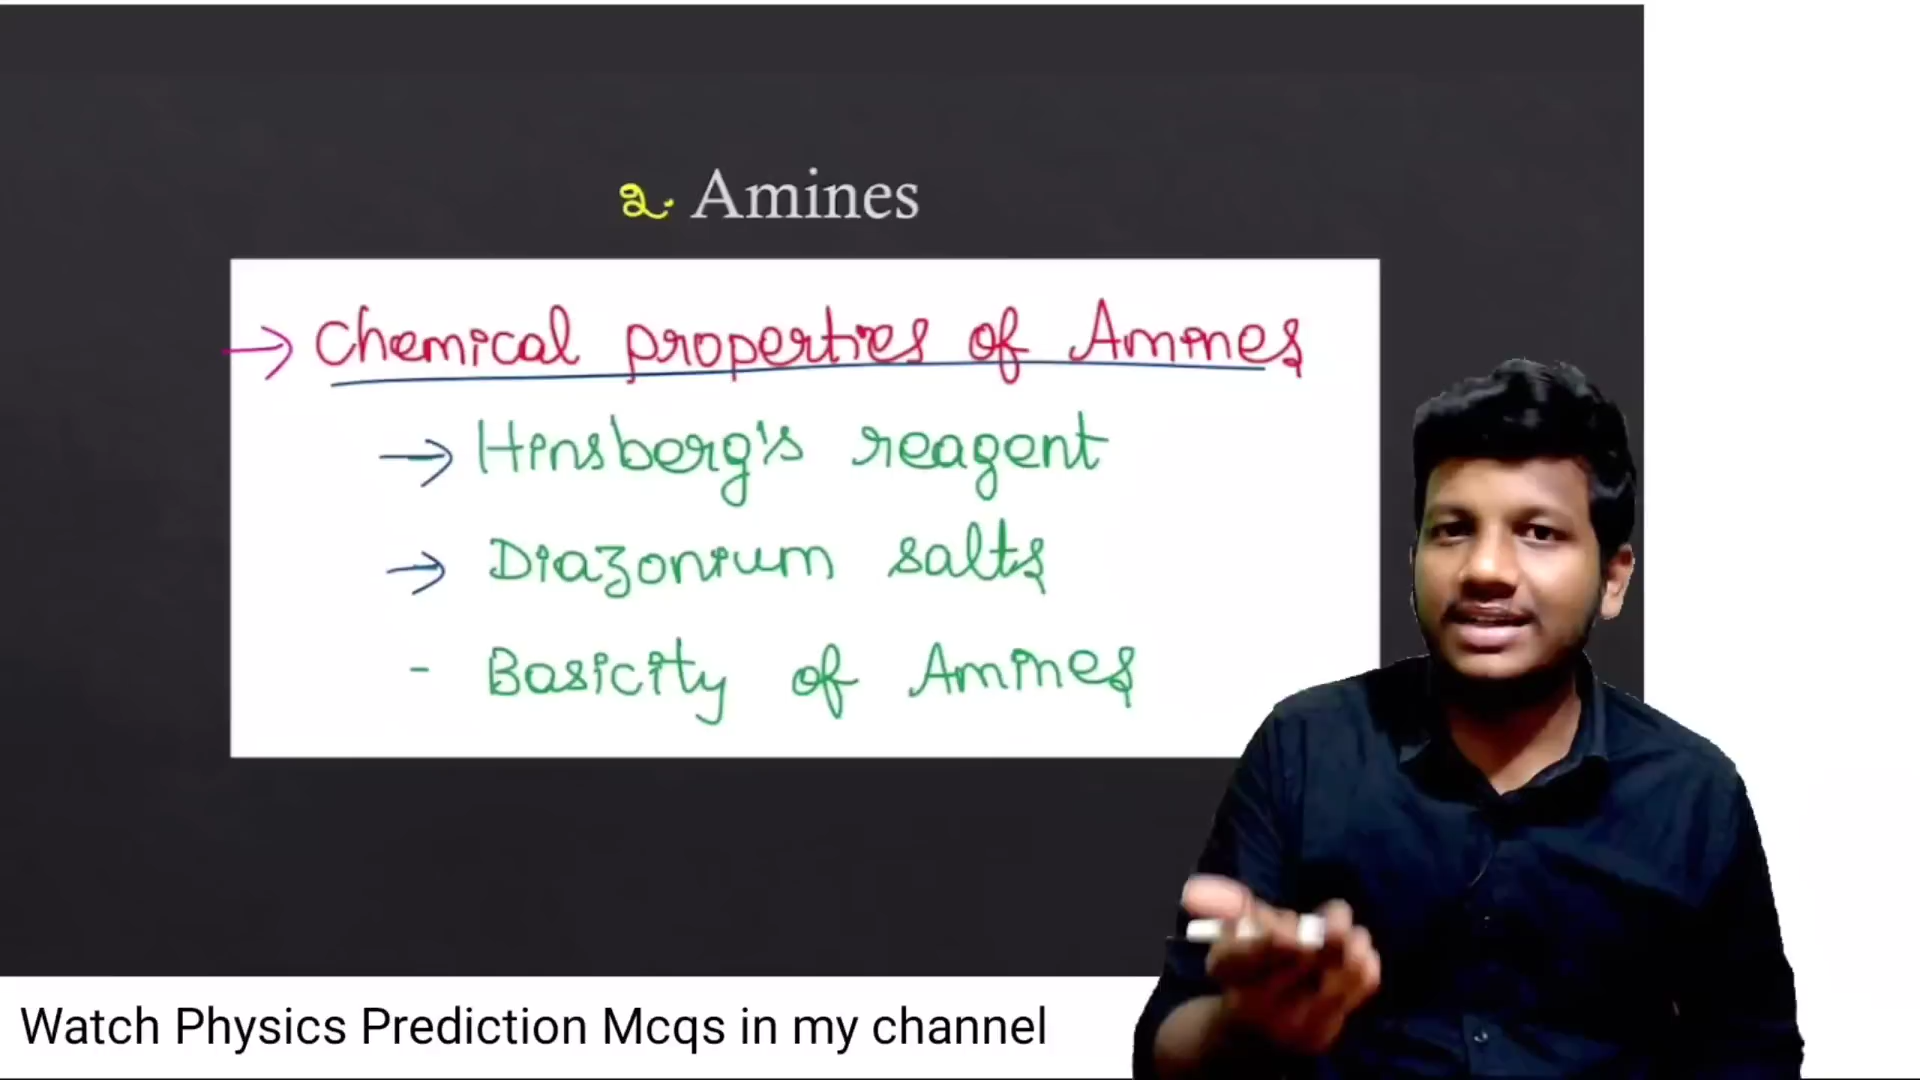 2. Amines
→ Chemical properties of Amines
→ Hinsberg's reagent
→ Diazonium salts
- Basicity of Amines
Watch Physics Prediction Mcqs in my channel